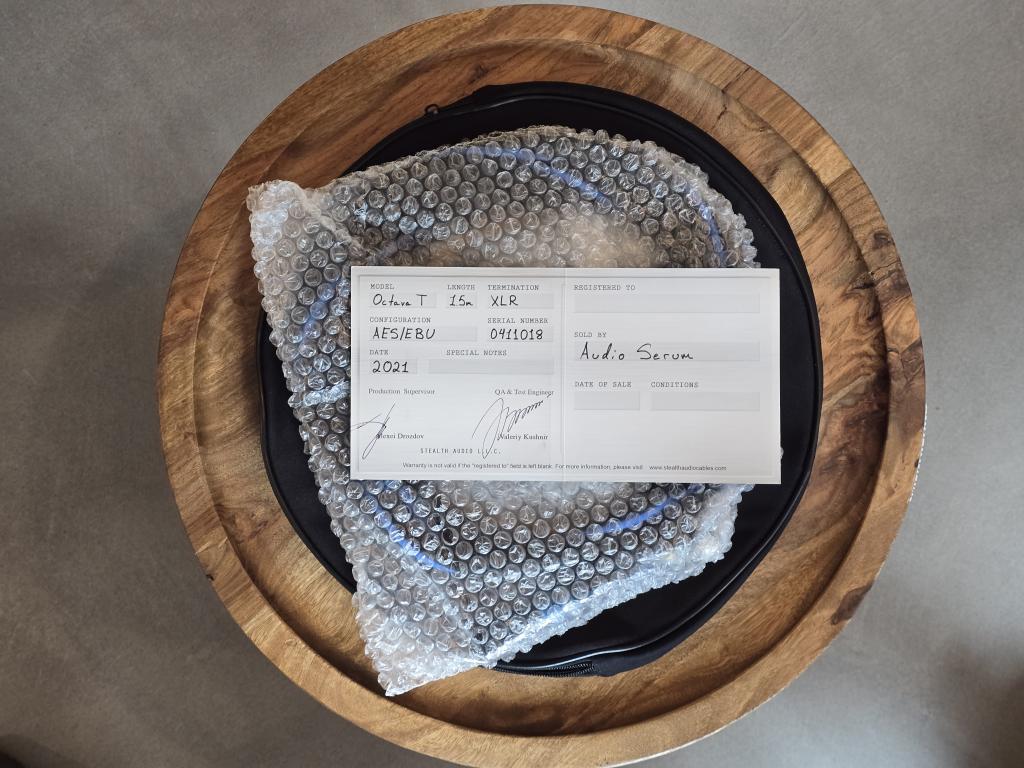 MODEL LENGTH TERMINATION
Octava T 1.5m XLR
CONFIGURATION SERIAL NUMBER
AES/EBU 0411018
DATE SPECIAL NOTES
2021
Production Supervisor QA & Test Engineer
Alexei Drozdov Valeriy Kushnir
STEALTH AUDIO L.L.C.
REGISTERED TO
SOLD BY
Audio Serum
DATE OF SALE CONDITIONS
Warranty is not valid if the "registered to" field is left blank. For more information, please visit www.stealthaudiocables.com